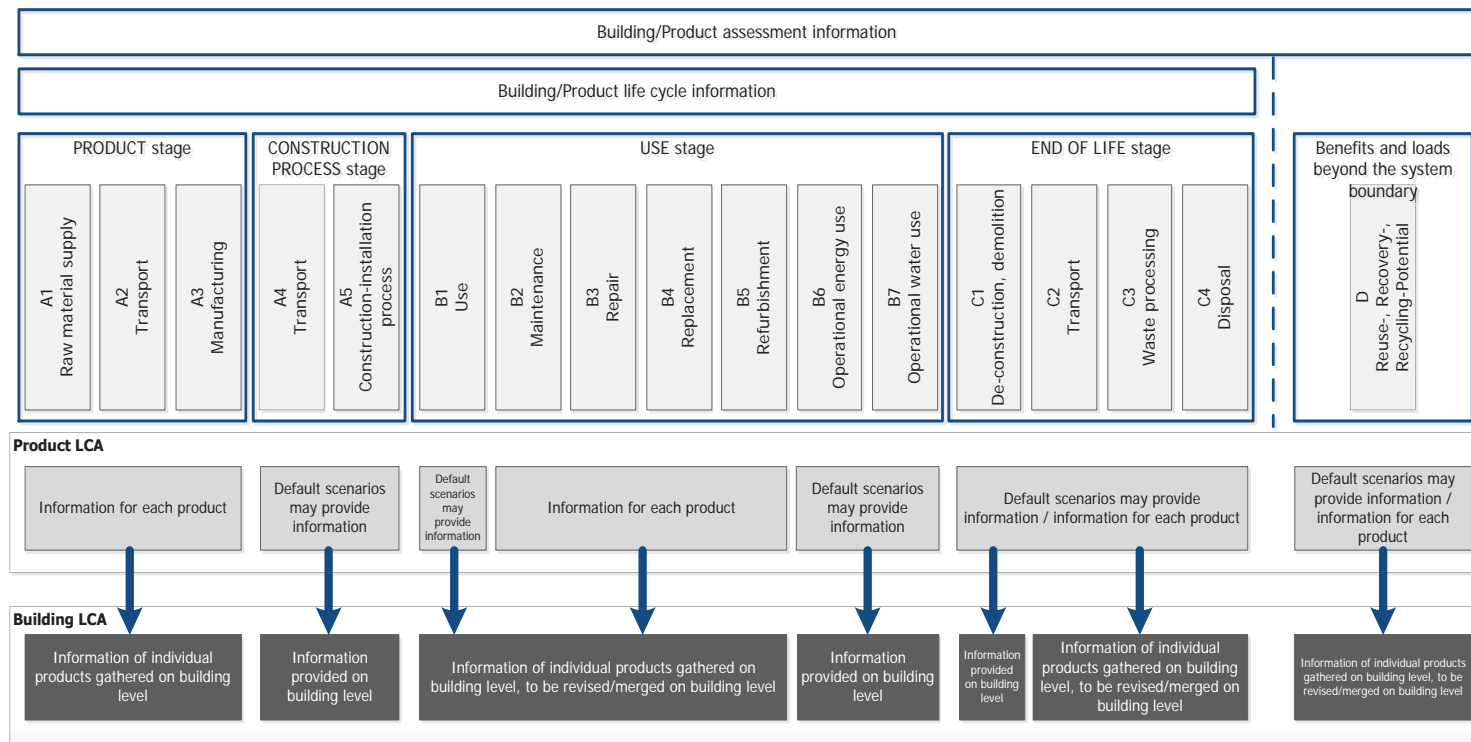 Building/Product assessment information
Building/Product life cycle information
PRODUCT stage
A1
Raw material supply
A2
Transport
A3
Manufacturing
CONSTRUCTION
PROCESS stage
A4
Transport
A5
Construction-installation
process
USE stage
B1
Use
B2
Maintenance
B3
Repair
B4
Replacement
B5
Refurbishment
B6
Operational energy use
B7
Operational water use
END OF LIFE stage
C1
De-construction, demolition
C2
Transport
C3
Waste processing
C4
Disposal
Benefits and loads
beyond the system
boundary
D
Reuse-, Recovery-,
Recycling-Potential
Product LCA
Information for each product
Default scenarios
may provide
information
Default
scenarios
may
provide
information
Information for each product
Default scenarios
may provide
information
Default scenarios may provide
information / information for each product
Default scenarios may
provide information /
information for each
product
Building LCA
Information of individual
products gathered on building
level
Information
provided on
building level
Information of individual products gathered on
building level, to be revised/merged on building level
Information
provided on building
level
Information
provided
on building
level
Information of individual
products gathered on building
level, to be revised/merged on
building level
Information of individual products
gathered on building level, to be
revised/merged on building level